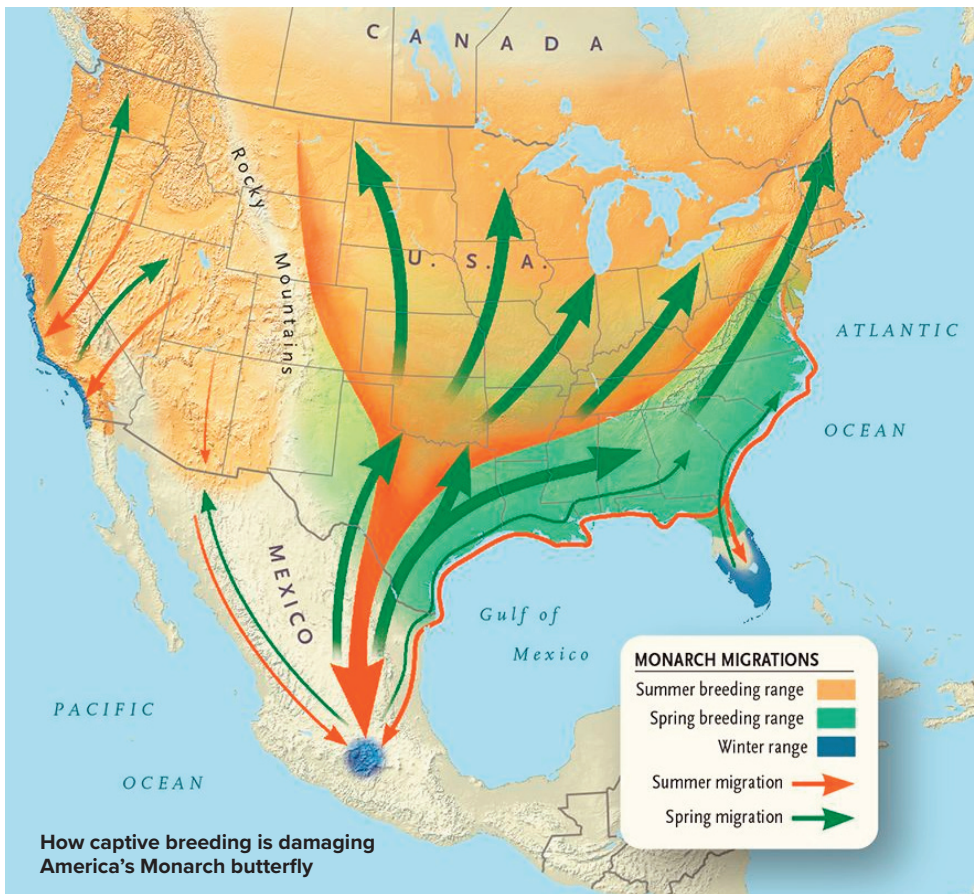 CANADA
Rocky
Mountains
U. S. A.
ATLANTIC
OCEAN
MEXICO
Gulf of
Mexico
PACIFIC
OCEAN
MONARCH MIGRATIONS
Summer breeding range
Spring breeding range
Winter range
Summer migration
Spring migration
How captive breeding is damaging
America's Monarch butterfly